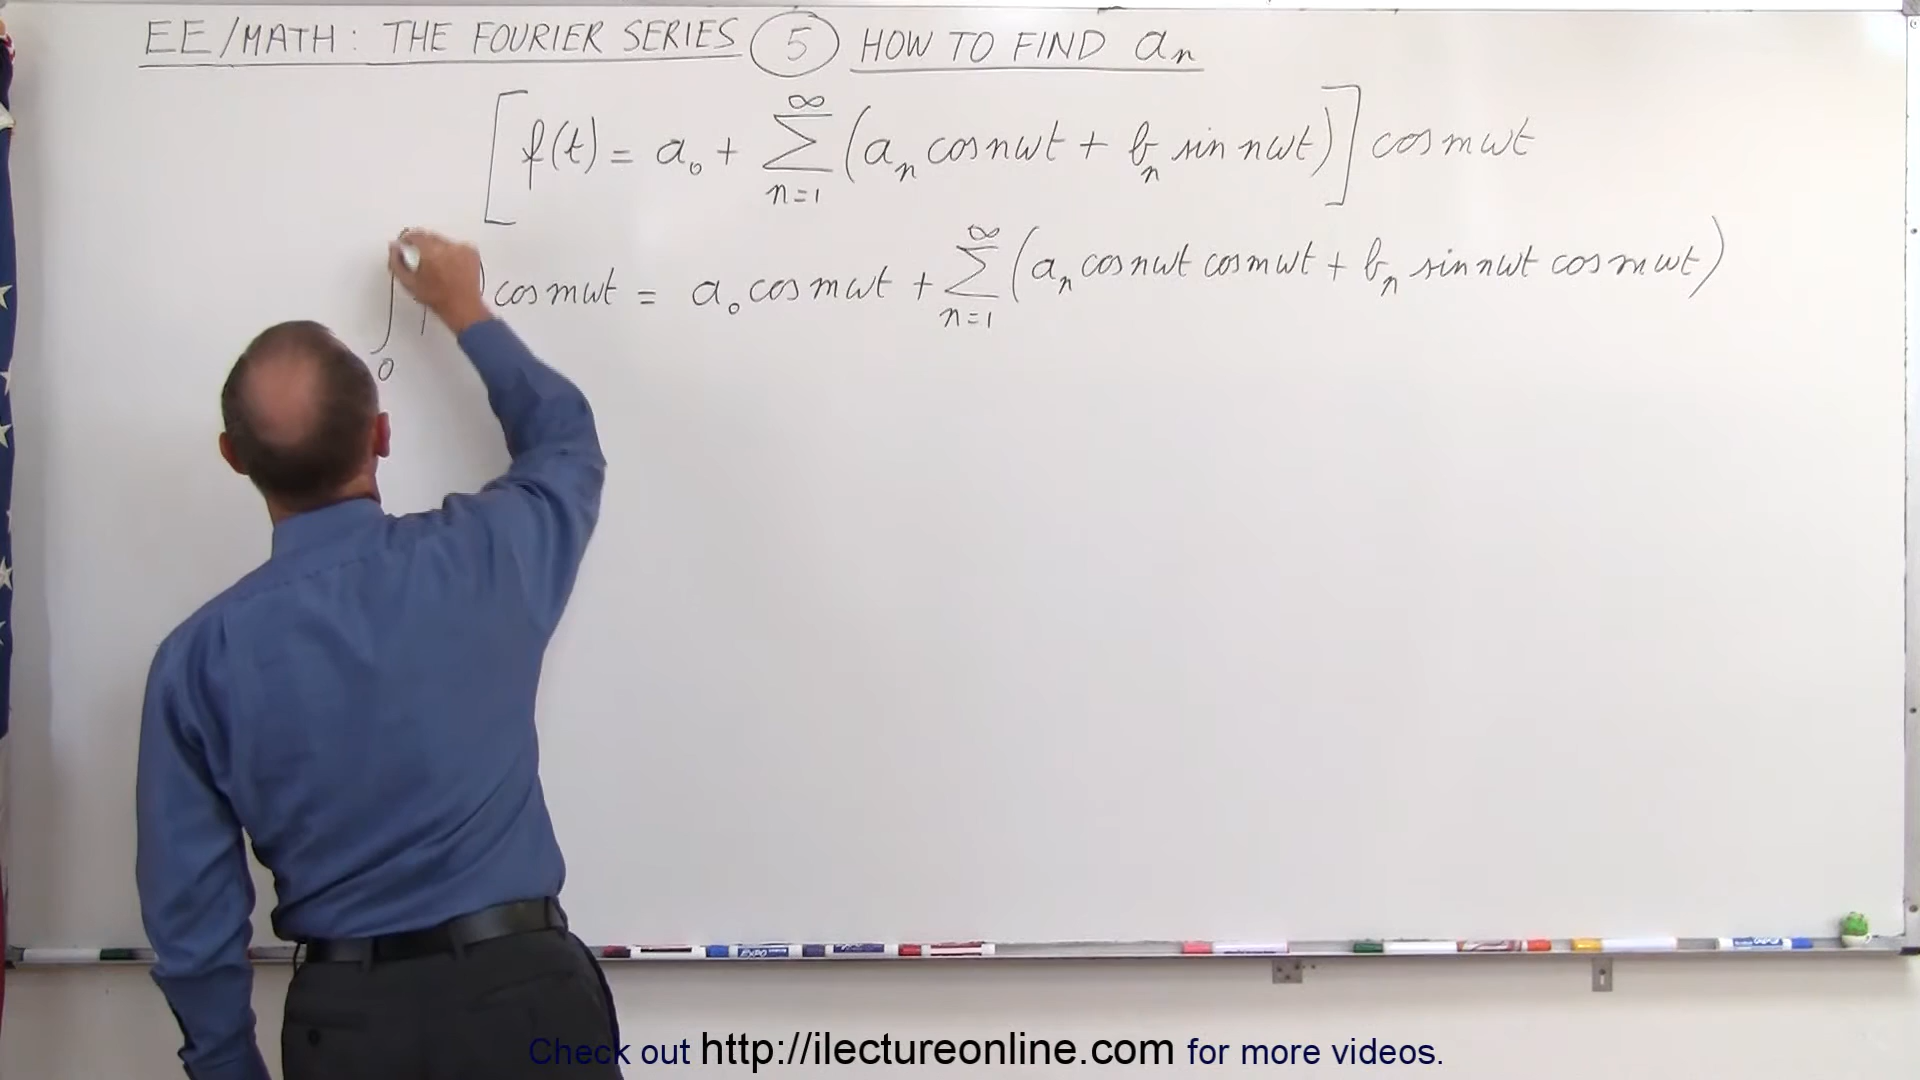 EE/MATH: THE FOURIER SERIES 5 HOW TO FIND aₙ
∞
[f(t) = a₀ + Σ (aₙ cos nωt + bₙ sin nωt)] cos mωt
n=1
∞
∫ ) cos mωt = a₀ cos mωt + Σ (aₙ cos nωt cos mωt + bₙ sin nωt cos mωt)
0 n=1
EXPO
Check out http://ilectureonline.com for more videos.